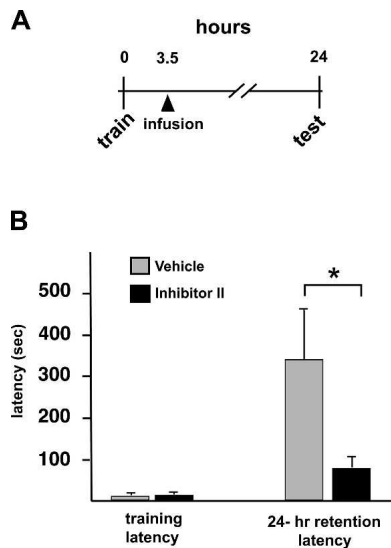 A
hours
0 3.5 24
train infusion test
B
Vehicle
Inhibitor II
latency (sec)
500
400
300
200
100
*
training 24- hr retention
latency latency